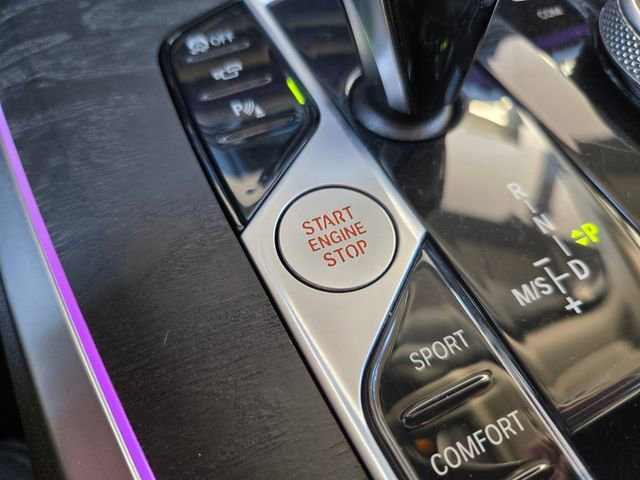 OFF
P
START
ENGINE
STOP
R
N
P
D
M/S
+
SPORT
COMFORT